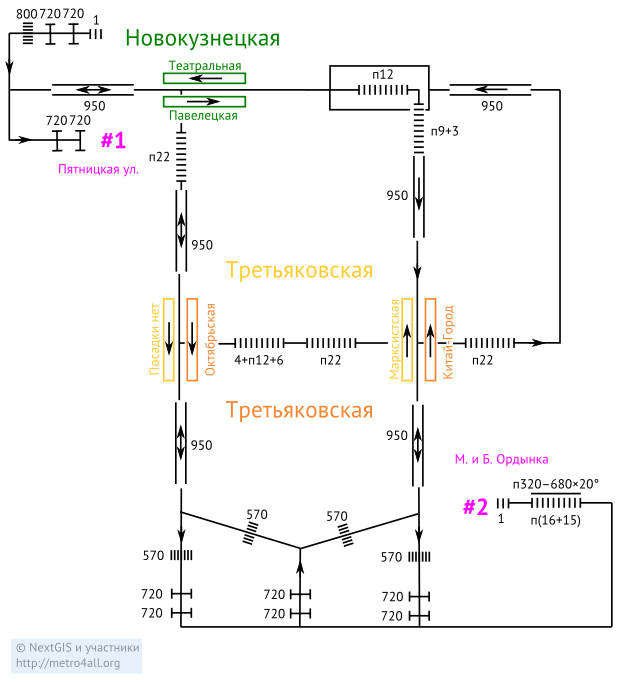 800 720 720 1
Новокузнецкая
Театральная
п12
950
950
Павелецкая
720 720
#1
п9+3
Пятницкая ул.
п22
950
950
Третьяковская
Посадки нет
Октябрьская
Марксистская
Китай-Город
4+п12+6
п22
п22
Третьяковская
950
950
М. и Б. Ордынка
п320–680×20°
#2
1
п(16+15)
570
570
570
570
720
720
720
720
720
720
© NextGIS и участники
http://metro4all.org